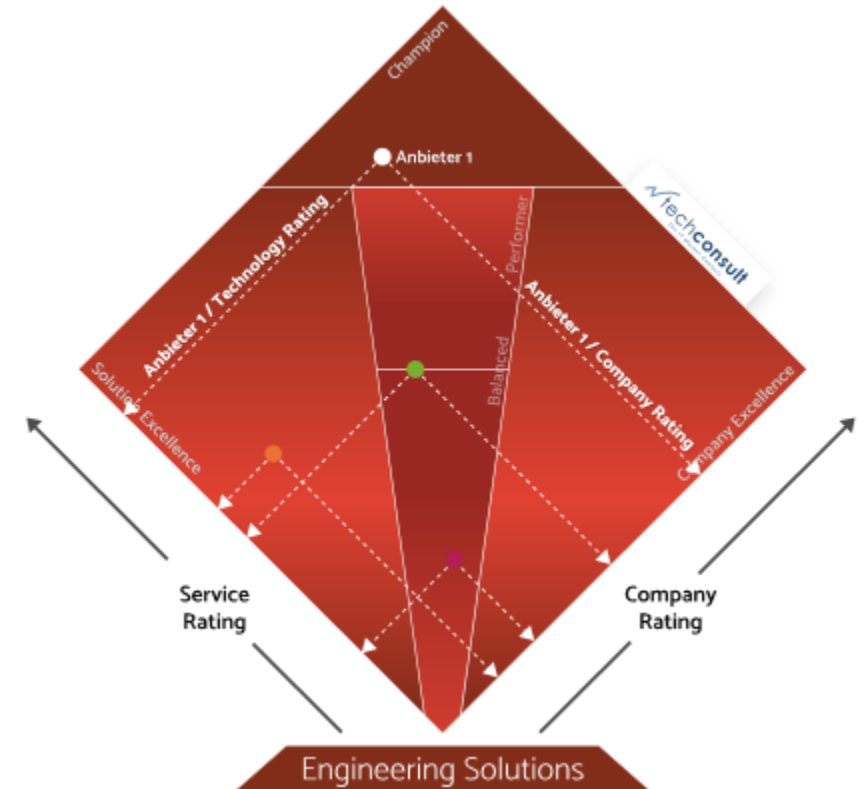 Champion
Anbieter 1
Performer
techconsult
Anbieter 1 / Technology Rating
Anbieter 1 / Company Rating
Balanced
Solution Excellence
Company Excellence
Service
Rating
Company
Rating
Engineering Solutions